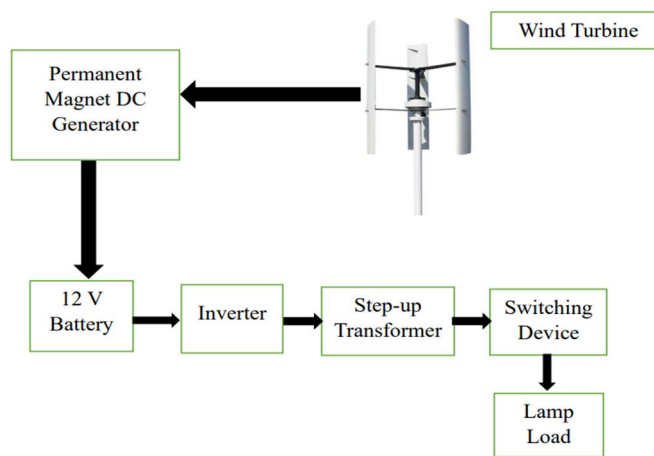 Wind Turbine
Permanent
Magnet DC
Generator
12 V
Battery
Inverter
Step-up
Transformer
Switching
Device
Lamp
Load